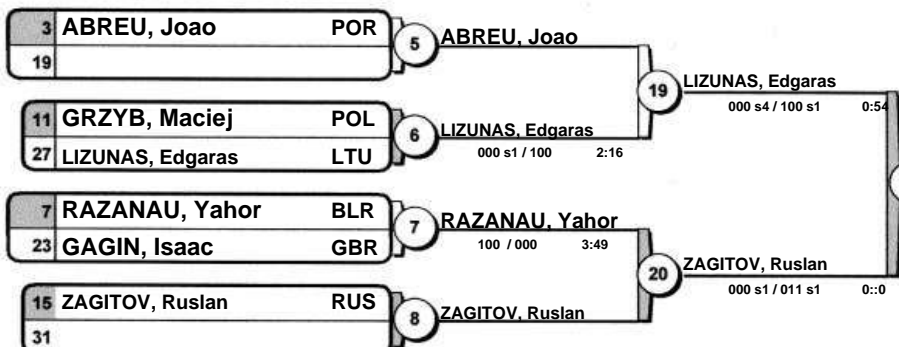 3 ABREU, Joao POR
19
5
ABREU, Joao
11 GRZYB, Maciej POL
27 LIZUNAS, Edgaras LTU
6
LIZUNAS, Edgaras
000 s1 / 100 2:16
19
LIZUNAS, Edgaras
000 s4 / 100 s1 0:54
7 RAZANAU, Yahor BLR
23 GAGIN, Isaac GBR
7
RAZANAU, Yahor
100 / 000 3:49
15 ZAGITOV, Ruslan RUS
31
8
ZAGITOV, Ruslan
20
ZAGITOV, Ruslan
000 s1 / 011 s1 0::0